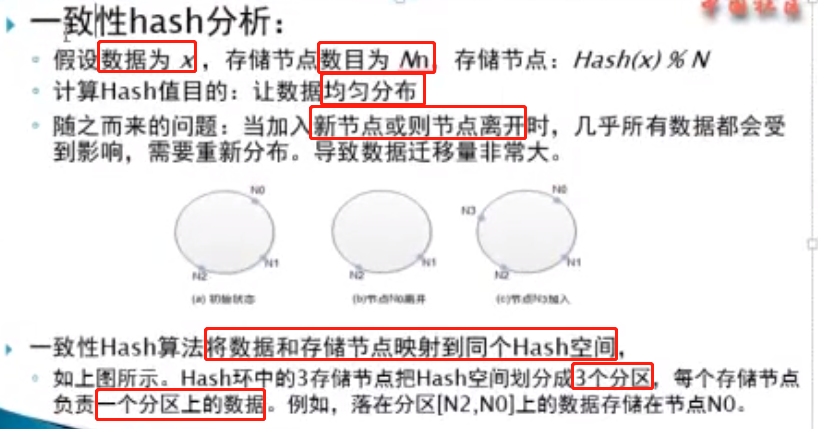 一致性hash分析：
假设数据为 x，存储节点数目为 Nn，存储节点：Hash(x) % N
计算Hash值目的：让数据均匀分布
随之而来的问题：当加入新节点或则节点离开时，几乎所有数据都会受
到影响，需要重新分布。导致数据迁移量非常大。
N0 N1 N2
N1 N2
N0 N3 N1 N2
(a) 初始状态 (b)节点N0离开 (c)节点N3加入
一致性Hash算法将数据和存储节点映射到同个Hash空间，
如上图所示。Hash环中的3存储节点把Hash空间划分成3个分区，每个存储节点
负责一个分区上的数据。例如，落在分区[N2,N0]上的数据存储在节点N0。